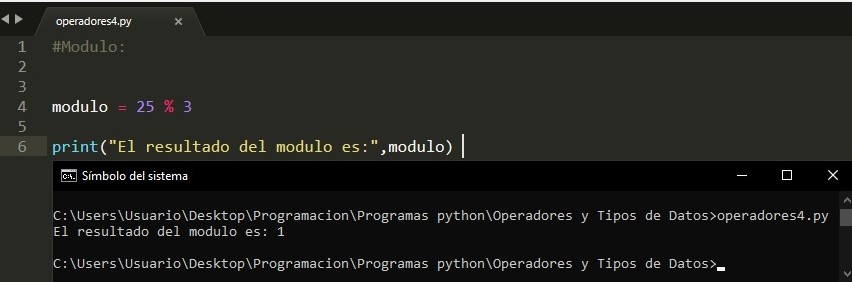 operadores4.py ×
1 #Modulo:
2
3
4 modulo = 25 % 3
5
6 print("El resultado del modulo es:",modulo)
C:\. Símbolo del sistema
C:\Users\Usuario\Desktop\Programacion\Programas python\Operadores y Tipos de Datos>operadores4.py
El resultado del modulo es: 1
C:\Users\Usuario\Desktop\Programacion\Programas python\Operadores y Tipos de Datos>